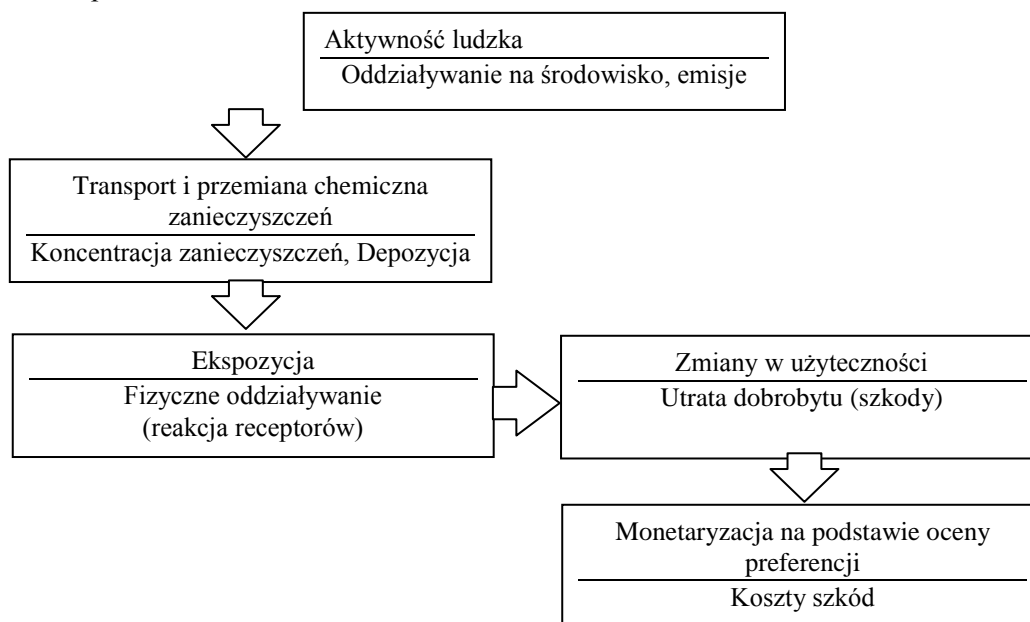 Aktywność ludzka
Oddziaływanie na środowisko, emisje
Transport i przemiana chemiczna
zanieczyszczeń
Koncentracja zanieczyszczeń, Depozycja
Ekspozycja
Fizyczne oddziaływanie
(reakcja receptorów)
Zmiany w użyteczności
Utrata dobrobytu (szkody)
Monetaryzacja na podstawie oceny
preferencji
Koszty szkód